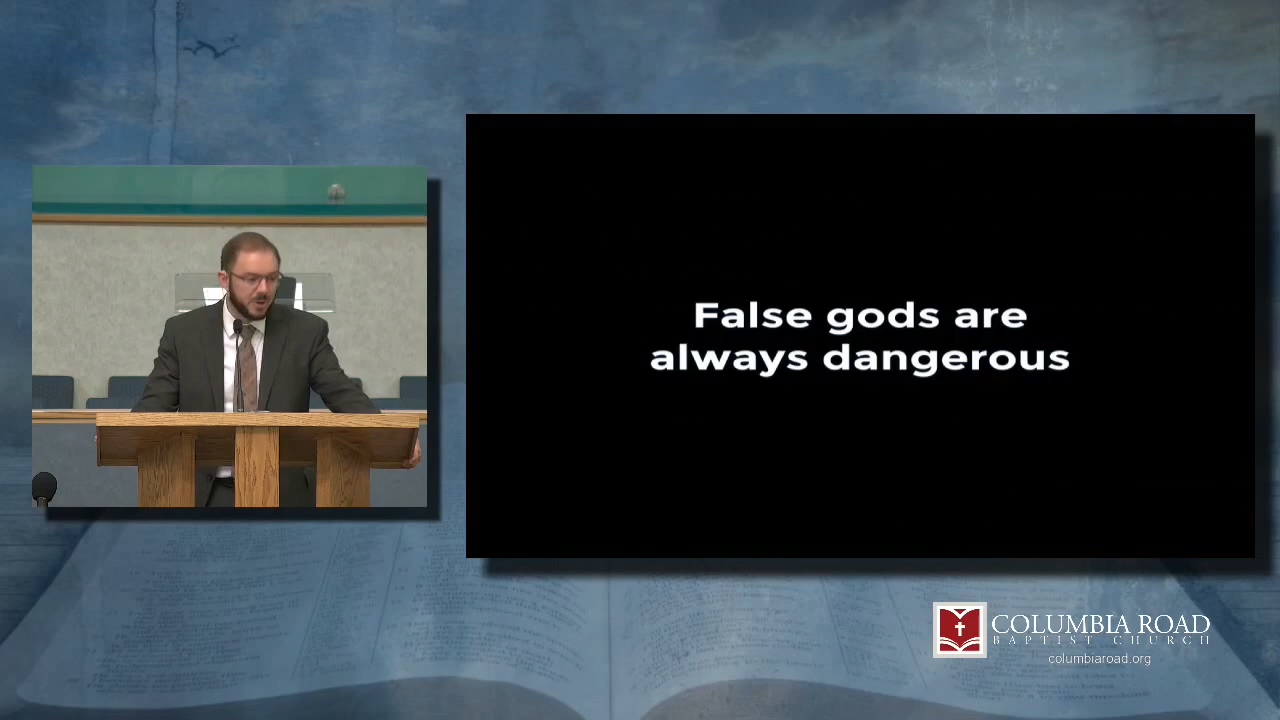 False gods are
always dangerous
COLUMBIA ROAD
BAPTIST CHURCH
columbiaroad.org